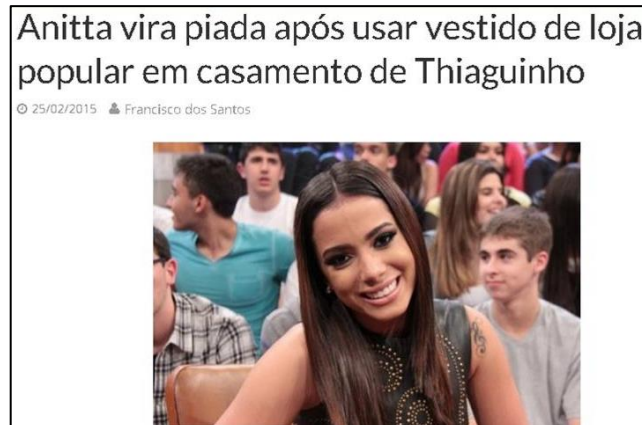 Anitta vira piada após usar vestido de loja
popular em casamento de Thiaguinho
25/02/2015 Francisco dos Santos